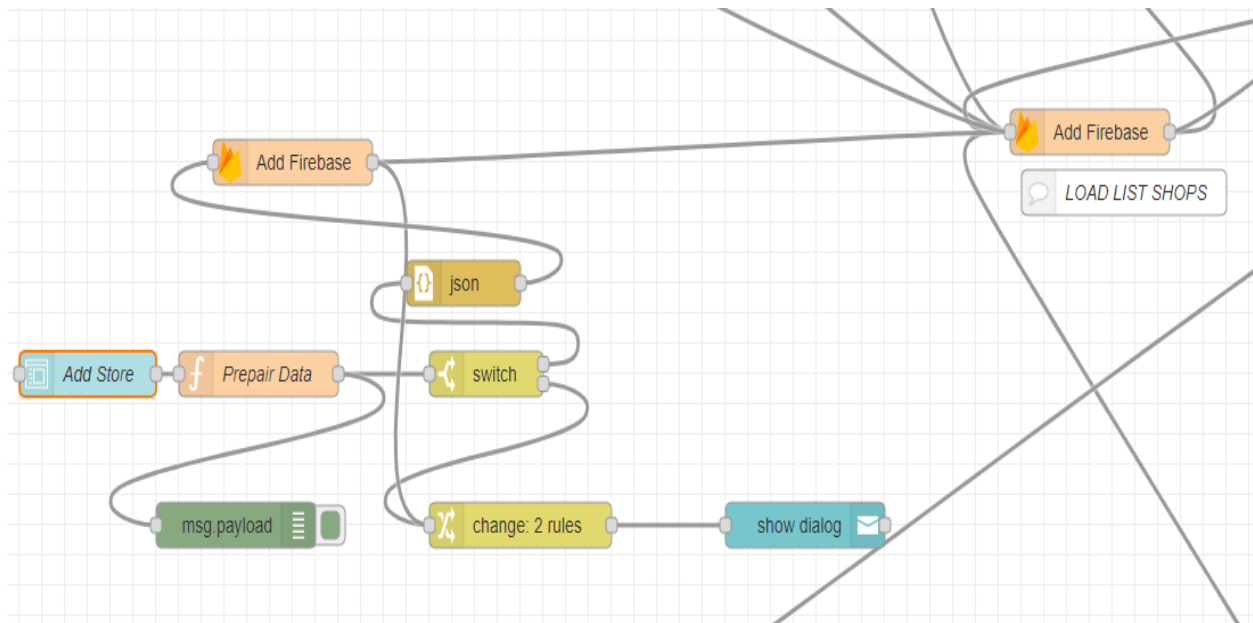 Add Firebase
LOAD LIST SHOPS
Add Firebase
{} json
Add Store
f Prepair Data
switch
msg.payload
change: 2 rules
show dialog